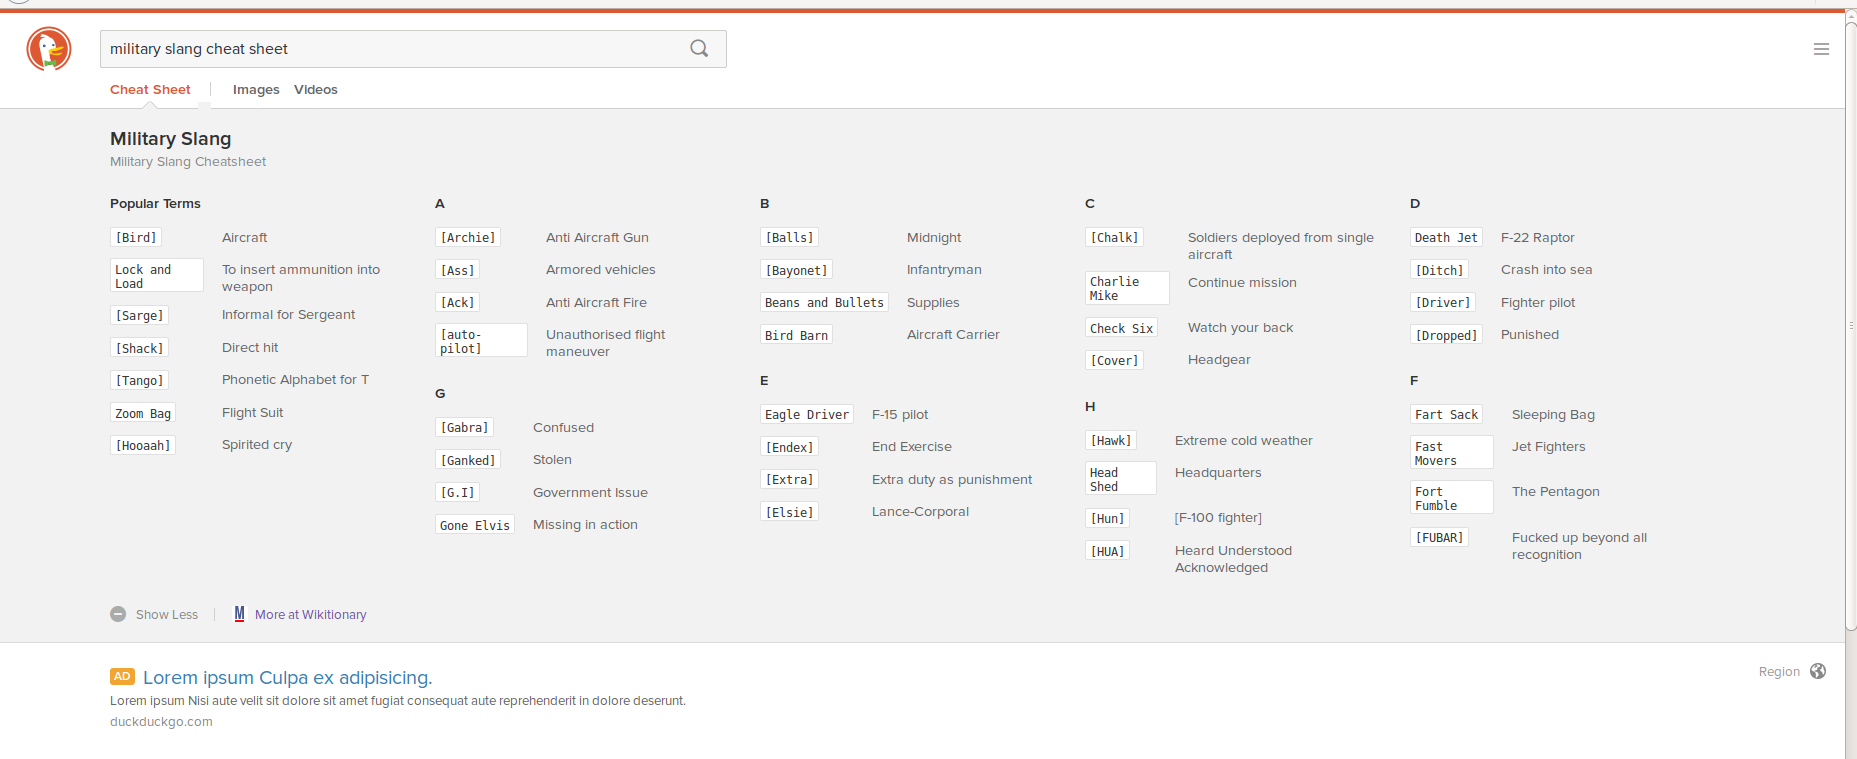 military slang cheat sheet
Cheat Sheet
Images
Videos
Military Slang
Military Slang Cheatsheet
Popular Terms
[Bird] Aircraft
Lock and Load To insert ammunition into
weapon
[Sarge] Informal for Sergeant
[Shack] Direct hit
[Tango] Phonetic Alphabet for T
Zoom Bag Flight Suit
[Hooaah] Spirited cry
A
[Archie] Anti Aircraft Gun
[Ass] Armored vehicles
[Ack] Anti Aircraft Fire
[auto-
pilot]
Unauthorised flight
maneuver
G
[Gabra] Confused
[Ganked] Stolen
[G.I] Government Issue
Gone Elvis Missing in action
B
[Balls] Midnight
[Bayonet] Infantryman
Beans and Bullets Supplies
Bird Barn Aircraft Carrier
E
Eagle Driver F-15 pilot
[Endex] End Exercise
[Extra] Extra duty as punishment
[Elsie] Lance-Corporal
C
[Chalk] Soldiers deployed from single
aircraft
Charlie
Mike
Continue mission
Check Six Watch your back
[Cover] Headgear
H
[Hawk] Extreme cold weather
Head
Shed
Headquarters
[Hun] [F-100 fighter]
[HUA] Heard Understood
Acknowledged
D
Death Jet F-22 Raptor
[Ditch] Crash into sea
[Driver] Fighter pilot
[Dropped] Punished
F
Fart Sack Sleeping Bag
Fast
Movers
Jet Fighters
Fort
Fumble
The Pentagon
[FUBAR] Fucked up beyond all
recognition
Show Less
M More at Wikitionary
AD Lorem ipsum Culpa ex adipisicing.
Lorem ipsum Nisi aute velit sit dolore sit amet fugiat consequat aute reprehenderit in dolore deserunt.
duckduckgo.com
Region